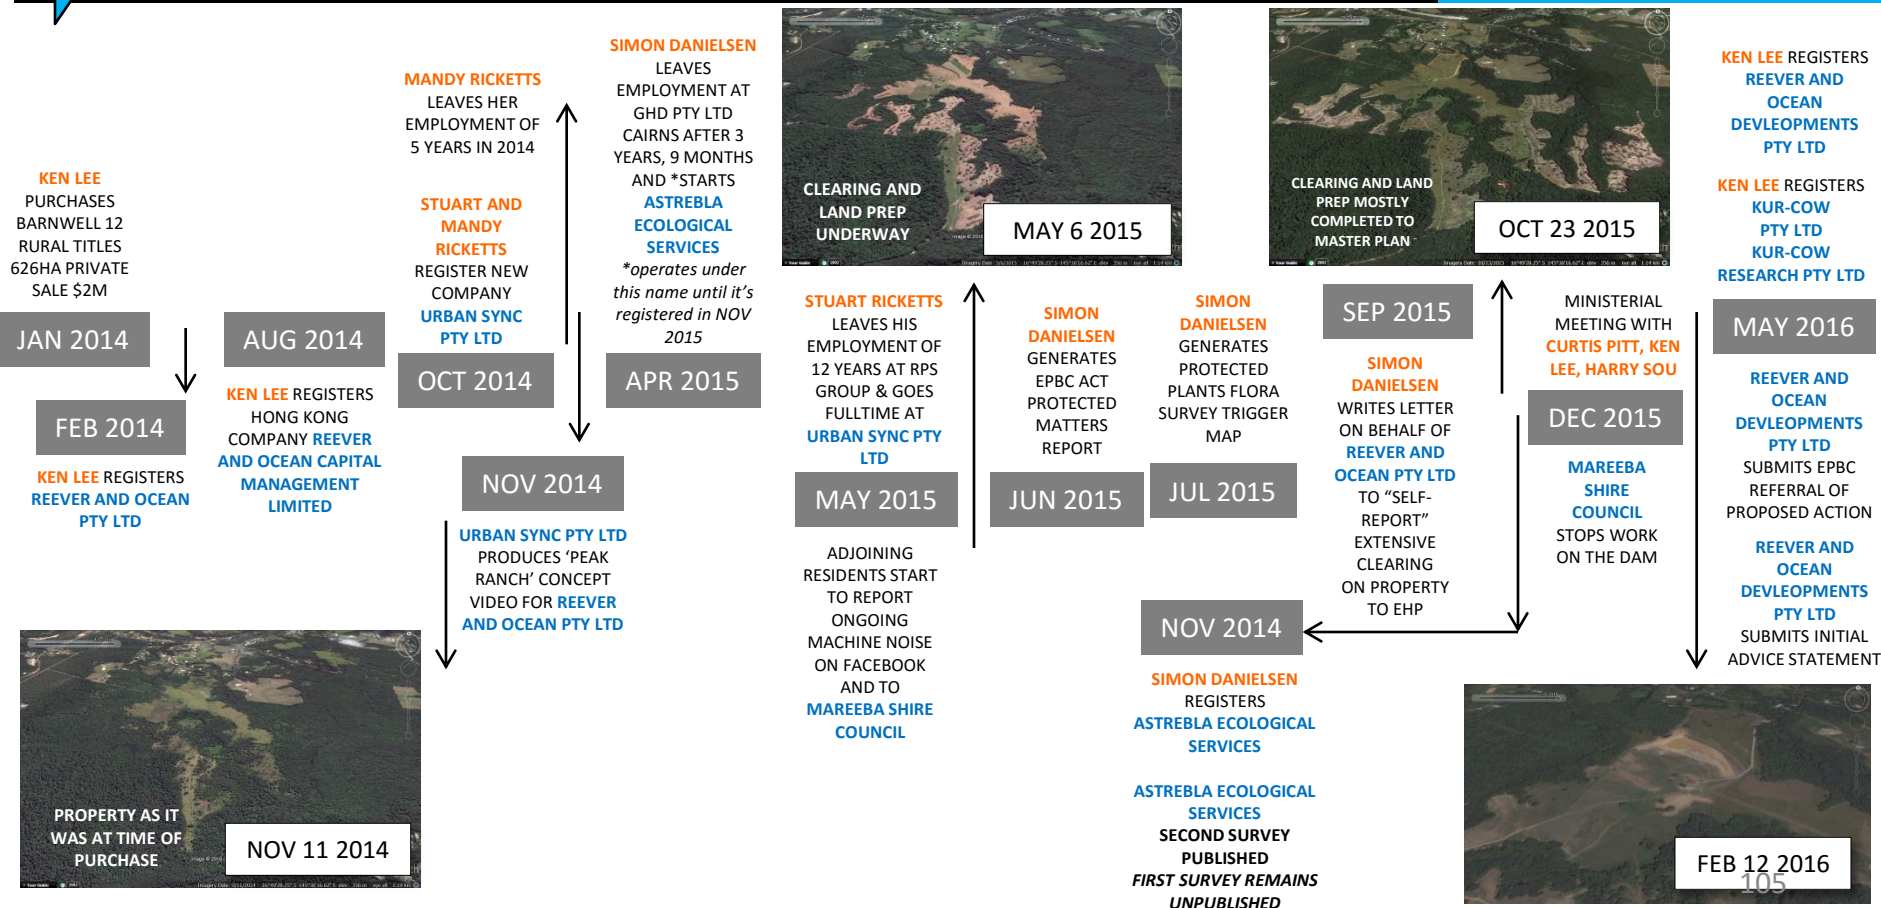 KEN LEE
PURCHASES
BARNWELL 12
RURAL TITLES
626HA PRIVATE
SALE $2M
JAN 2014
FEB 2014
KEN LEE REGISTERS
REEVER AND OCEAN
PTY LTD
AUG 2014
KEN LEE REGISTERS
HONG KONG
COMPANY REEVER
AND OCEAN CAPITAL
MANAGEMENT
LIMITED
MANDY RICKETTS
LEAVES HER
EMPLOYMENT OF
5 YEARS IN 2014
STUART AND
MANDY
RICKETTS
REGISTER NEW
COMPANY
URBAN SYNC
PTY LTD
OCT 2014
NOV 2014
URBAN SYNC PTY LTD
PRODUCES ‘PEAK
RANCH’ CONCEPT
VIDEO FOR REEVER
AND OCEAN PTY LTD
PROPERTY AS IT
WAS AT TIME OF
PURCHASE
NOV 11 2014
SIMON DANIELSEN
LEAVES
EMPLOYMENT AT
GHD PTY LTD
CAIRNS AFTER 3
YEARS, 9 MONTHS
AND *STARTS
ASTREBLA
ECOLOGICAL
SERVICES
*operates under
this name until it’s
registered in NOV
2015
APR 2015
CLEARING AND
LAND PREP
UNDERWAY
MAY 6 2015
STUART RICKETTS
LEAVES HIS
EMPLOYMENT OF
12 YEARS AT RPS
GROUP & GOES
FULLTIME AT
URBAN SYNC PTY
LTD
MAY 2015
ADJOINING
RESIDENTS START
TO REPORT
ONGOING
MACHINE NOISE
ON FACEBOOK
AND TO
MAREEBA SHIRE
COUNCIL
SIMON
DANIELSEN
GENERATES
EPBC ACT
PROTECTED
MATTERS
REPORT
JUN 2015
SIMON
DANIELSEN
GENERATES
PROTECTED
PLANTS FLORA
SURVEY TRIGGER
MAP
JUL 2015
CLEARING AND LAND
PREP MOSTLY
COMPLETED TO
MASTER PLAN
OCT 23 2015
SEP 2015
SIMON
DANIELSEN
WRITES LETTER
ON BEHALF OF
REEVER AND
OCEAN PTY LTD
TO “SELF-
REPORT”
EXTENSIVE
CLEARING
ON PROPERTY
TO EHP
NOV 2014
SIMON DANIELSEN
REGISTERS
ASTREBLA ECOLOGICAL
SERVICES
ASTREBLA ECOLOGICAL
SERVICES
SECOND SURVEY
PUBLISHED
FIRST SURVEY REMAINS
UNPUBLISHED
MINISTERIAL
MEETING WITH
CURTIS PITT, KEN
LEE, HARRY SOU
DEC 2015
MAREEBA
SHIRE
COUNCIL
STOPS WORK
ON THE DAM
KEN LEE REGISTERS
REEVER AND
OCEAN
DEVLEOPMENTS
PTY LTD
KEN LEE REGISTERS
KUR-COW
PTY LTD
KUR-COW
RESEARCH PTY LTD
MAY 2016
REEVER AND
OCEAN
DEVLEOPMENTS
PTY LTD
SUBMITS EPBC
REFERRAL OF
PROPOSED ACTION
REEVER AND
OCEAN
DEVLEOPMENTS
PTY LTD
SUBMITS INITIAL
ADVICE STATEMENT
FEB 12 2016
105